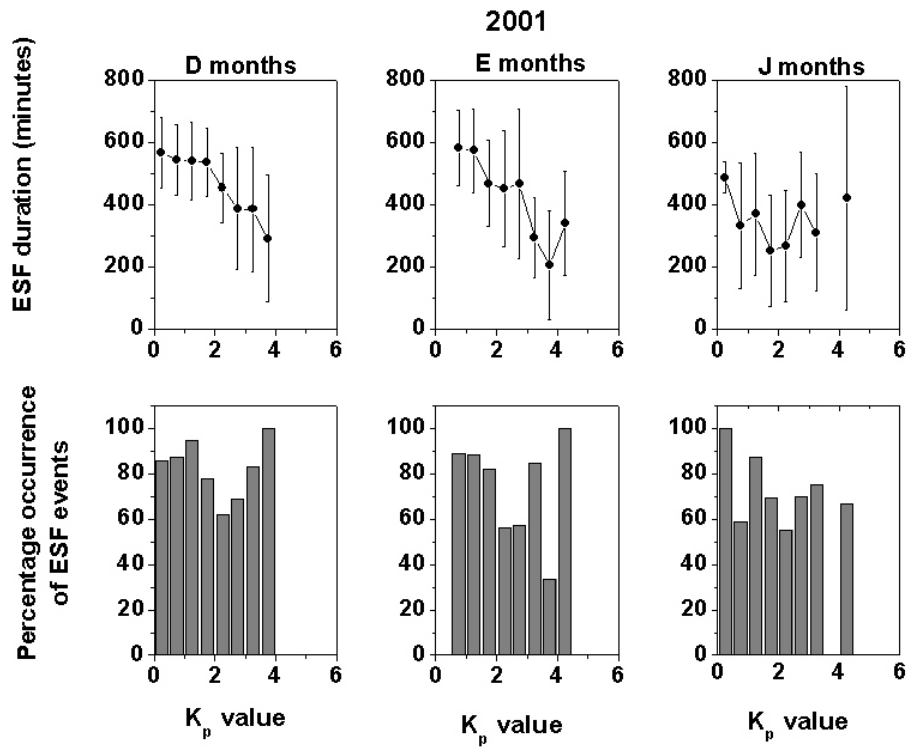 2001
D months
E months
J months
ESF duration (minutes)
800
600
400
200
0
0 2 4 6
800
600
400
200
0
0 2 4 6
800
600
400
200
0
0 2 4 6
Percentage occurrence
of ESF events
100
80
60
40
20
0
0 2 4 6
Kp value
100
80
60
40
20
0
0 2 4 6
Kp value
100
80
60
40
20
0
0 2 4 6
Kp value